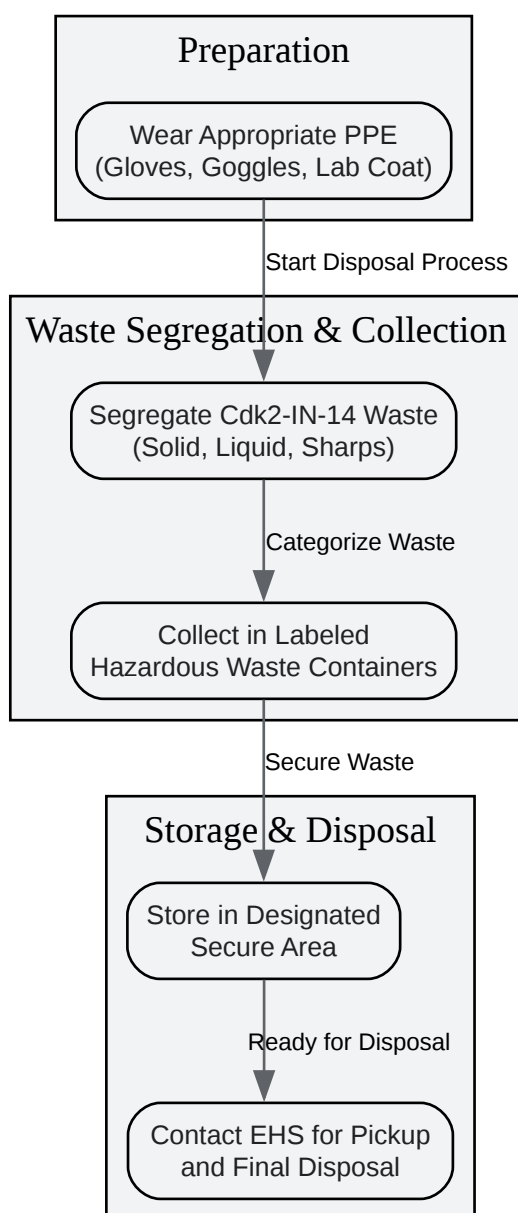 Preparation
Wear Appropriate PPE
(Gloves, Goggles, Lab Coat)
Start Disposal Process
Waste Segregation & Collection
Segregate Cdk2-IN-14 Waste
(Solid, Liquid, Sharps)
Categorize Waste
Collect in Labeled
Hazardous Waste Containers
Secure Waste
Storage & Disposal
Store in Designated
Secure Area
Ready for Disposal
Contact EHS for Pickup
and Final Disposal